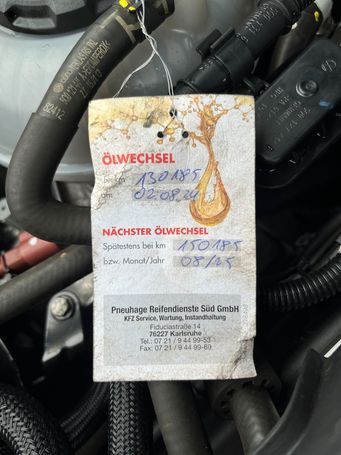 82412
ÖLWECHSEL
bei km 130185
am 02.08.24
NÄCHSTER ÖLWECHSEL
Spätestens bei km 150185
bzw. Monat/Jahr 08/25
Pneuhage Reifendienste Süd GmbH
KFZ Service, Wartung, Instandhaltung
Fiduciastraße 14
76227 Karlsruhe
Tel.: 07 21 / 9 44 99-53
Fax: 07 21 / 9 44 99-69